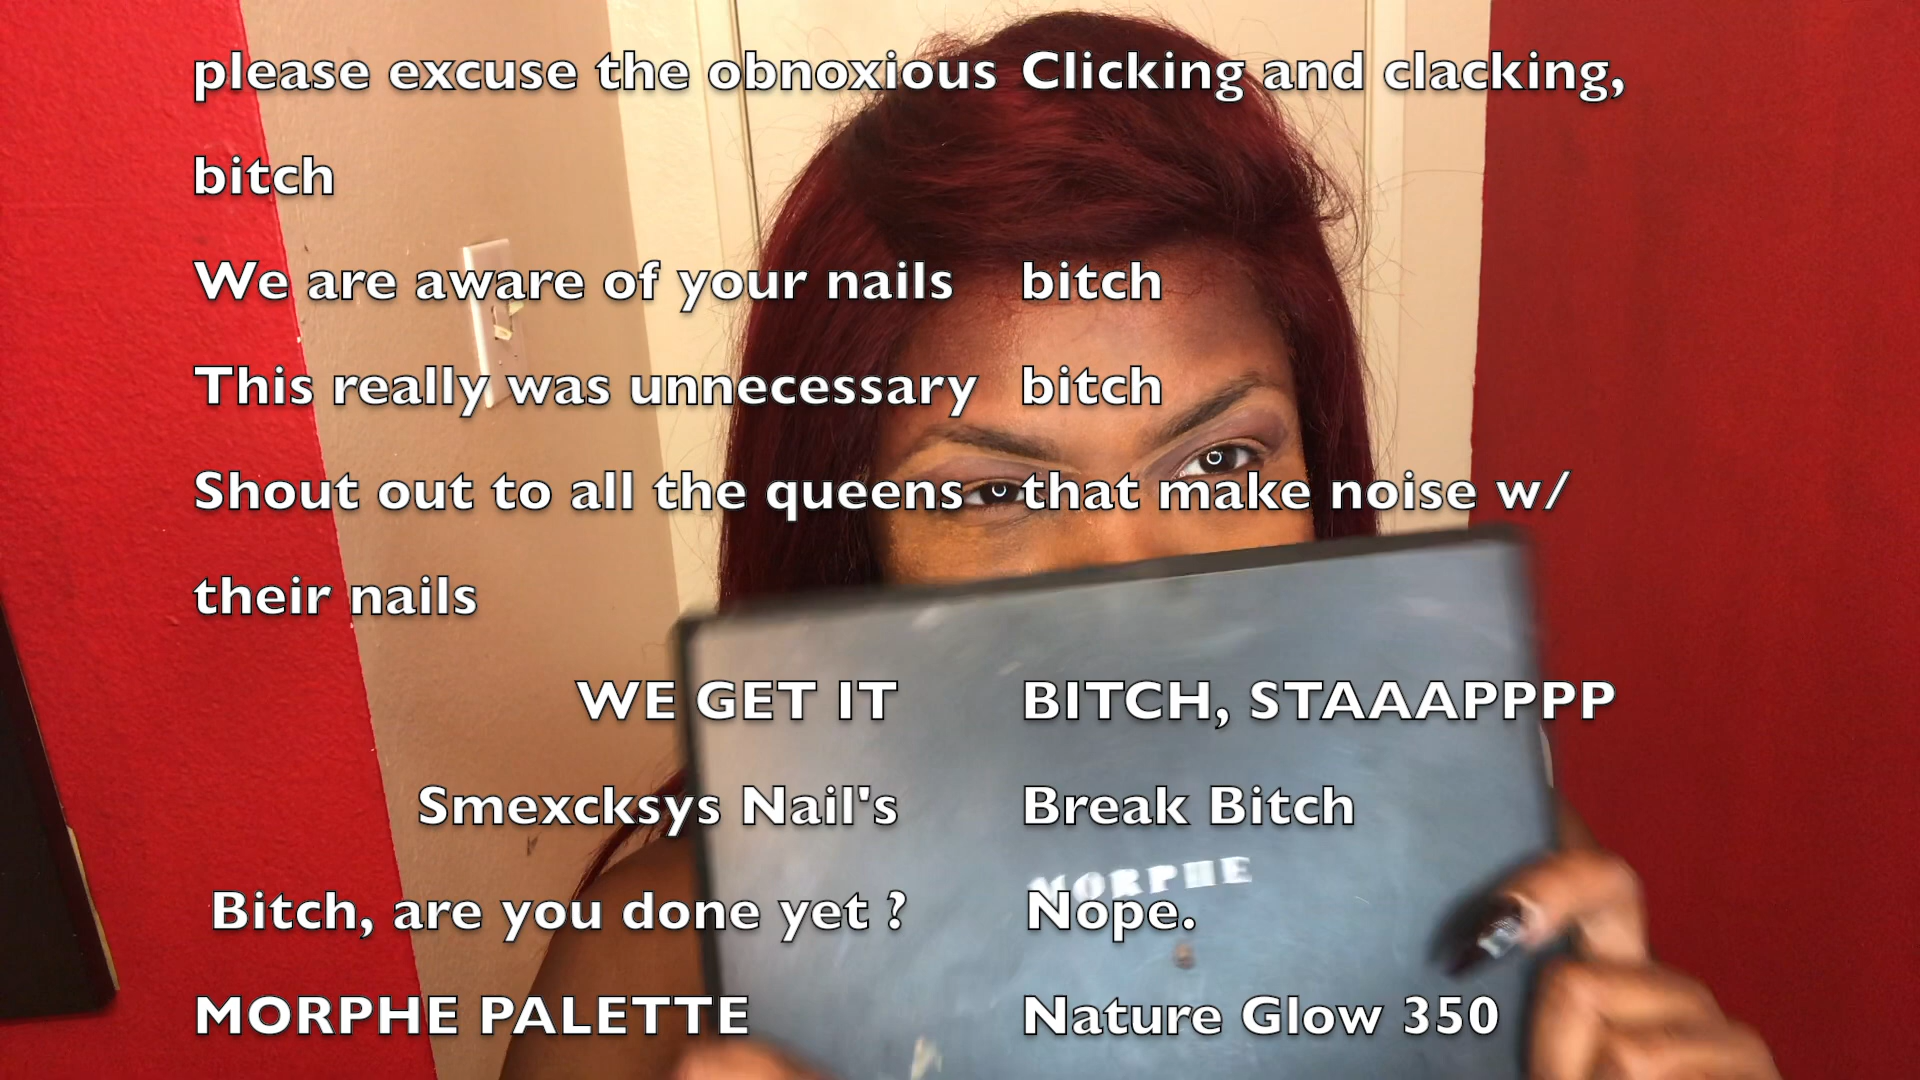 please excuse the obnoxious Clicking and clacking,
bitch
We are aware of your nails bitch
This really was unnecessary bitch
Shout out to all the queens that make noise w/
their nails
WE GET IT BITCH, STAAAPPPP
Smexcksys Nail's Break Bitch
MORPHE
Bitch, are you done yet ? Nope.
MORPHE PALETTE Nature Glow 350